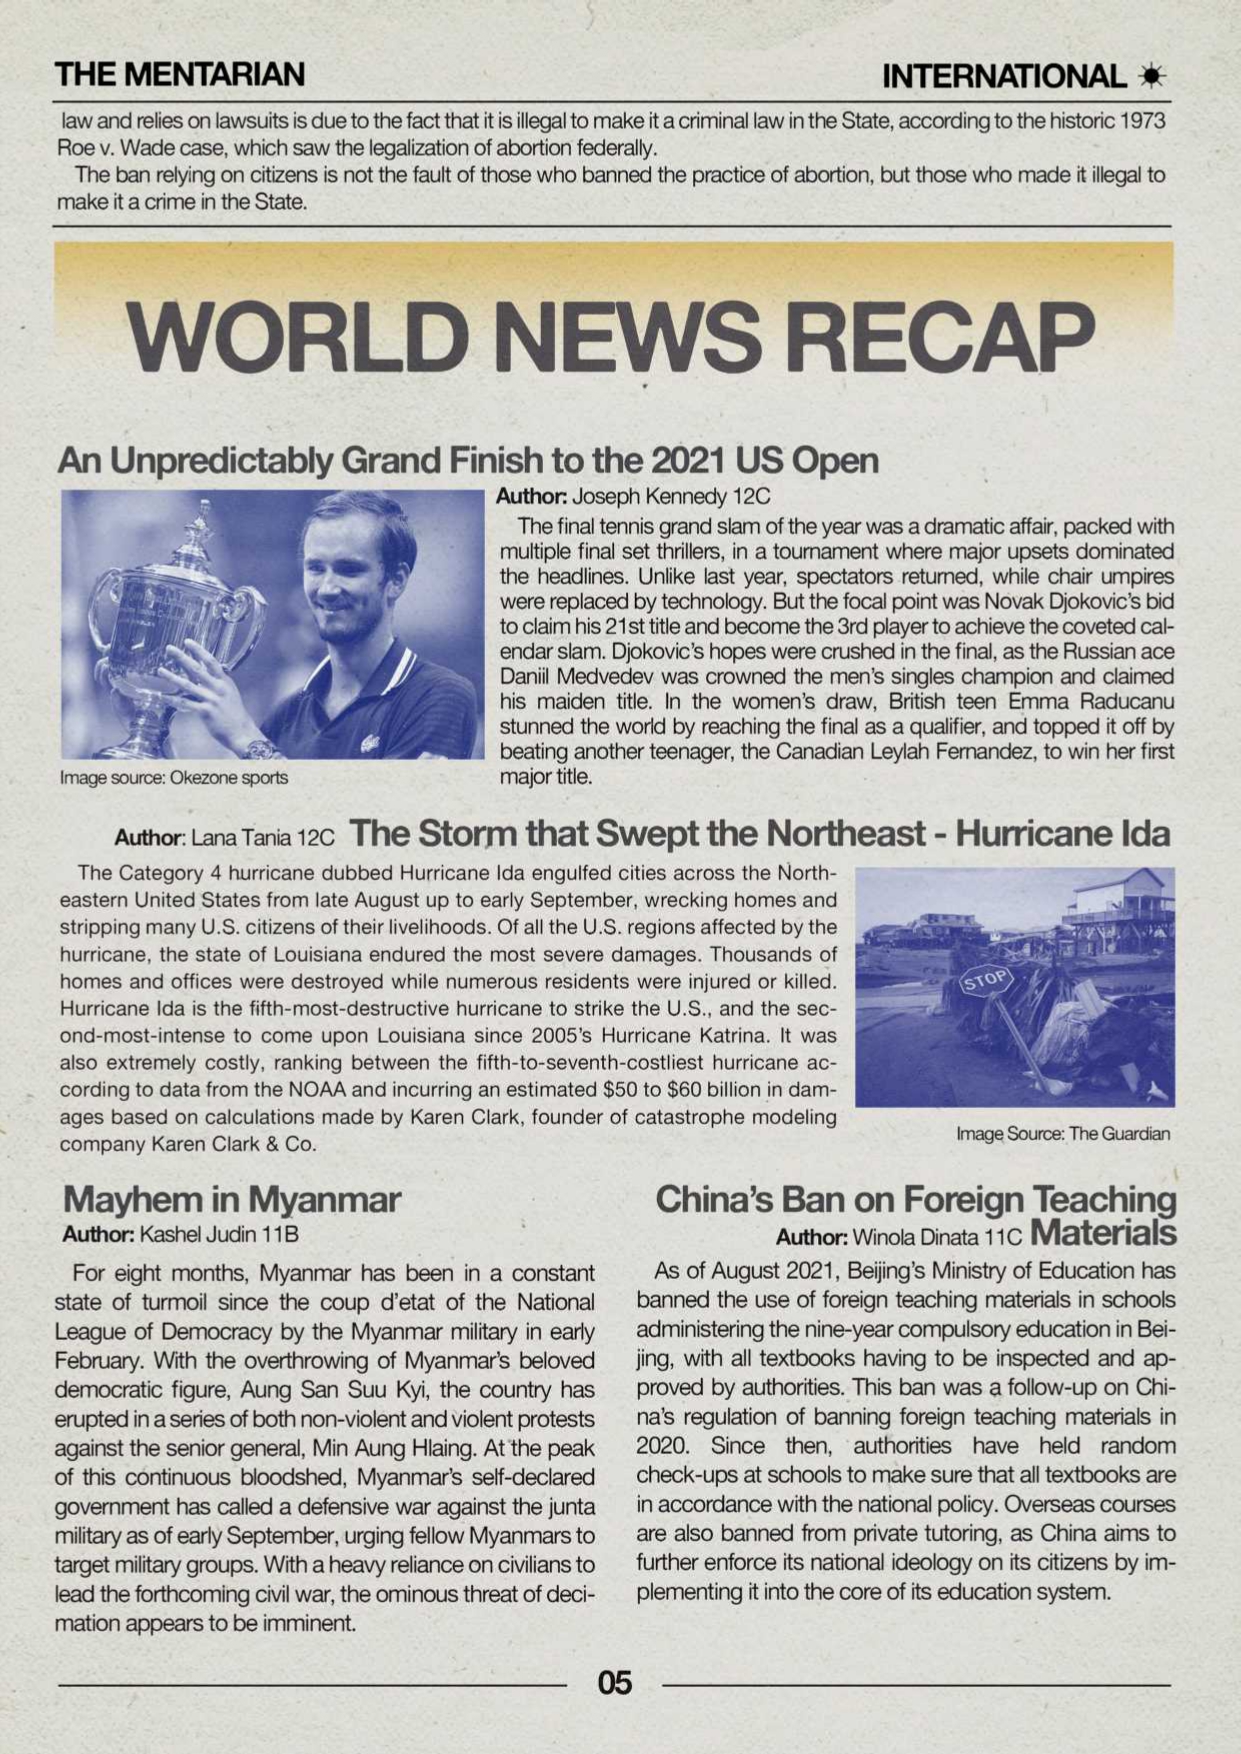 THE MENTARIAN
INTERNATIONAL
law and relies on lawsuits is due to the fact that it is illegal to make it a criminal law in the State, according to the historic 1973
Roe v. Wade case, which saw the legalization of abortion federally.
The ban relying on citizens is not the fault of those who banned the practice of abortion, but those who made it illegal to
make it a crime in the State.
WORLD NEWS RECAP
An Unpredictably Grand Finish to the 2021 US Open
Author: Joseph Kennedy 12C
The final tennis grand slam of the year was a dramatic affair, packed with
multiple final set thrillers, in a tournament where major upsets dominated
the headlines. Unlike last year, spectators returned, while chair umpires
were replaced by technology. But the focal point was Novak Djokovic's bid
to claim his 21st title and become the 3rd player to achieve the coveted cal-
endar slam. Djokovic's hopes were crushed in the final, as the Russian ace
Daniil Medvedev was crowned the men's singles champion and claimed
his maiden title. In the women's draw, British teen Emma Raducanu
stunned the world by reaching the final as a qualifier, and topped it off by
beating another teenager, the Canadian Leylah Fernandez, to win her first
major title.
Image source: Okezone sports
Author: Lana Tania 12C The Storm that Swept the Northeast - Hurricane Ida
The Category 4 hurricane dubbed Hurricane Ida engulfed cities across the North-
eastern United States from late August up to early September, wrecking homes and
stripping many U.S. citizens of their livelihoods. Of all the U.S. regions affected by the
hurricane, the state of Louisiana endured the most severe damages. Thousands of
homes and offices were destroyed while numerous residents were injured or killed.
Hurricane Ida is the fifth-most-destructive hurricane to strike the U.S., and the sec-
ond-most-intense to come upon Louisiana since 2005's Hurricane Katrina. It was
also extremely costly, ranking between the fifth-to-seventh-costliest hurricane ac-
cording to data from the NOAA and incurring an estimated $50 to $60 billion in dam-
ages based on calculations made by Karen Clark, founder of catastrophe modeling
company Karen Clark & Co.
STOP
Image Source: The Guardian
Mayhem in Myanmar
Author: Kashel Judin 11B
For eight months, Myanmar has been in a constant
state of turmoil since the coup d'etat of the National
League of Democracy by the Myanmar military in early
February. With the overthrowing of Myanmar's beloved
democratic figure, Aung San Suu Kyi, the country has
erupted in a series of both non-violent and violent protests
against the senior general, Min Aung Hlaing. At the peak
of this continuous bloodshed, Myanmar's self-declared
government has called a defensive war against the junta
military as of early September, urging fellow Myanmars to
target military groups. With a heavy reliance on civilians to
lead the forthcoming civil war, the ominous threat of deci-
mation appears to be imminent.
China's Ban on Foreign Teaching
Author: Winola Dinata 11C Materials
As of August 2021, Beijing's Ministry of Education has
banned the use of foreign teaching materials in schools
administering the nine-year compulsory education in Bei-
jing, with all textbooks having to be inspected and ap-
proved by authorities. This ban was a follow-up on Chi-
na's regulation of banning foreign teaching materials in
2020. Since then, authorities have held random
check-ups at schools to make sure that all textbooks are
in accordance with the national policy. Overseas courses
are also banned from private tutoring, as China aims to
further enforce its national ideology on its citizens by im-
plementing it into the core of its education system.
05